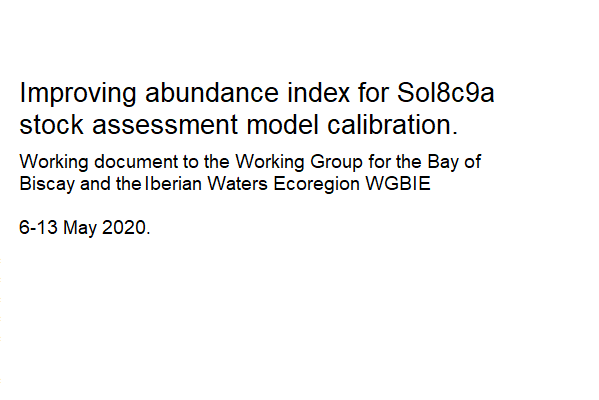 Improving abundance index for Sol8c9a
stock assessment model calibration.
Working document to the Working Group for the Bay of
Biscay and the Iberian Waters Ecoregion WGBIE
6-13 May 2020.